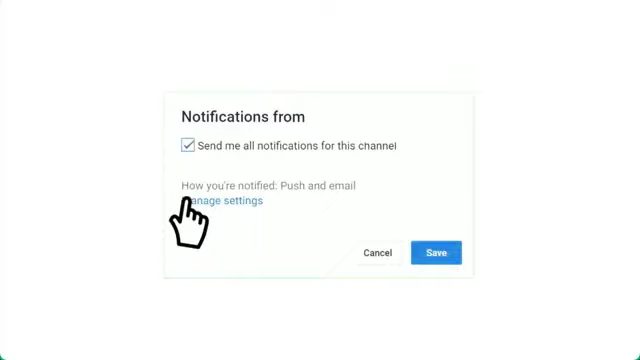 Notifications from
Send me all notifications for this channel
How you're notified: Push and email
anage settings
Cancel
Save